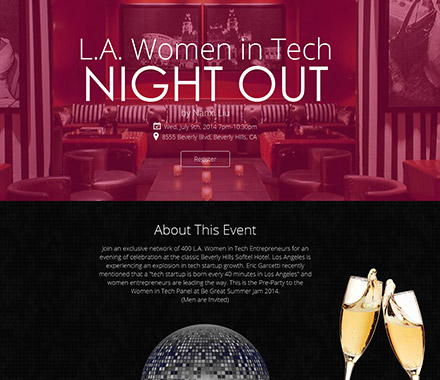 L.A. Women in Tech
NIGHT OUT
by Nanxi Liu
Wed, July 9th, 2014 7pm-10:30pm
8555 Beverly Blvd, Beverly Hills, CA
Register
About This Event
Join an exclusive network of 400 L.A. Women in Tech Entrepreneurs for an
evening of celebration at the classic Beverly Hills Sofitel Hotel. Los Angeles is
experiencing an explosion in tech startup growth. Eric Garcetti recently
mentioned that a "tech startup is born every 40 minutes in Los Angeles" and
women entrepreneurs are leading the way. This is the Pre-Party to the
Women in Tech Panel at Be Great Summer Jam 2014.
(Men are Invited)